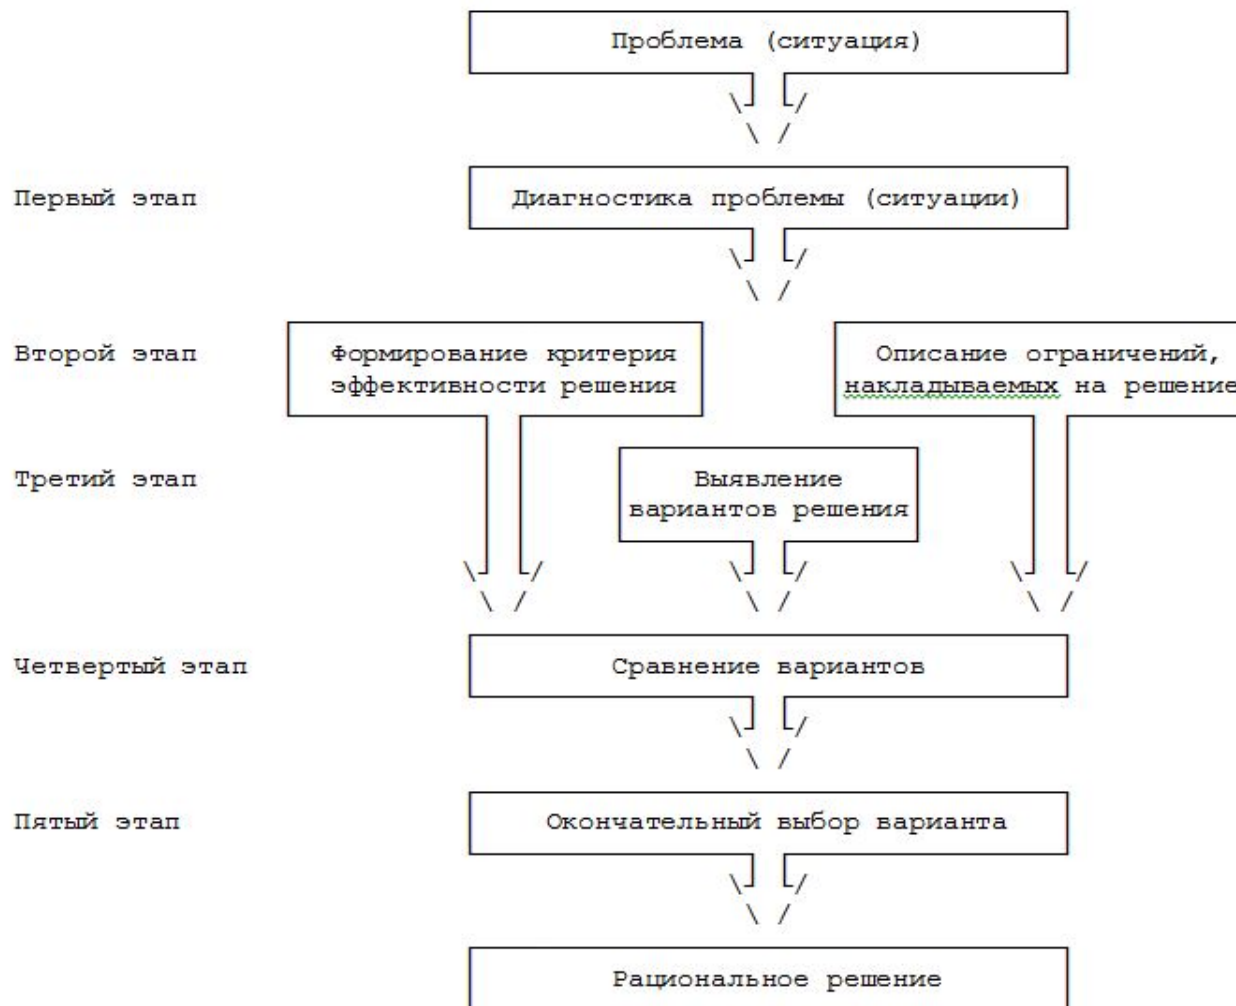 Проблема (ситуация)
Первый этап
Диагностика проблемы (ситуации)
Второй этап
Формирование критерия
эффективности решения
Описание ограничений,
накладываемых на решение
Третий этап
Выявление
вариантов решения
Четвертый этап
Сравнение вариантов
Пятый этап
Окончательный выбор варианта
Рациональное решение